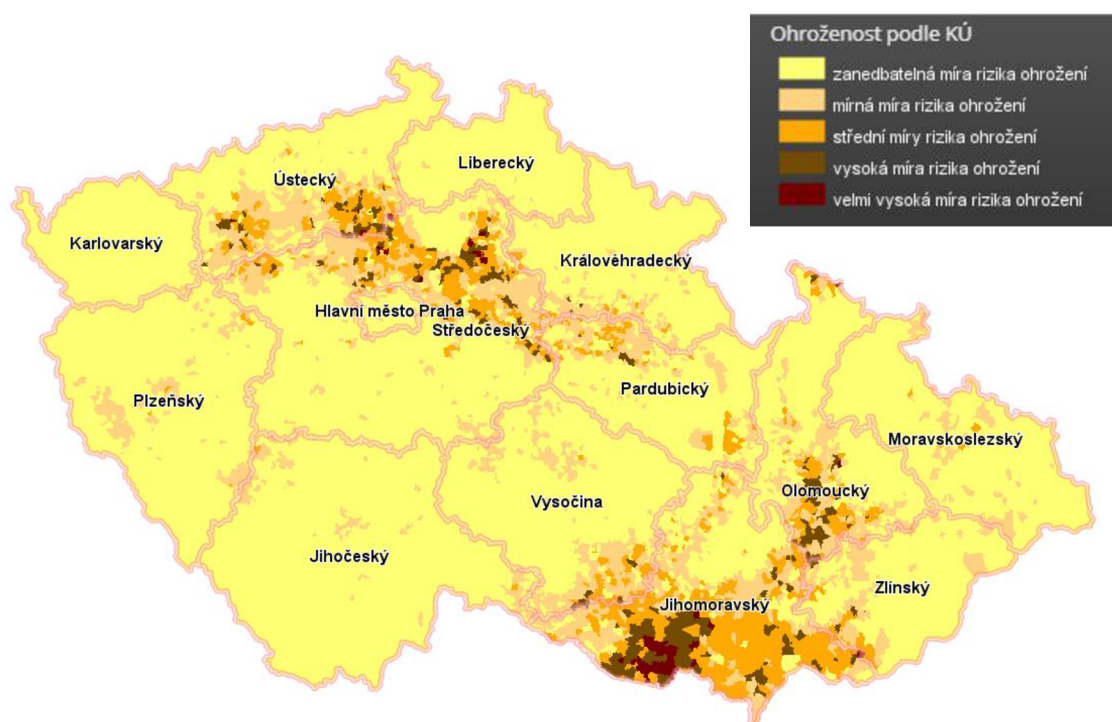 Ohroženost podle KÚ
zanedbatelná míra rizika ohrožení
mírná míra rizika ohrožení
střední míry rizika ohrožení
vysoká míra rizika ohrožení
velmi vysoká míra rizika ohrožení
Liberecký
Ústecký
Karlovarský
Královéhradecký
Hlavní město Praha
Středočeský
Pardubický
Plzeňský
Moravskoslezský
Olomoucký
Vysočina
Jihočeský
Zlínský
Jihomoravský